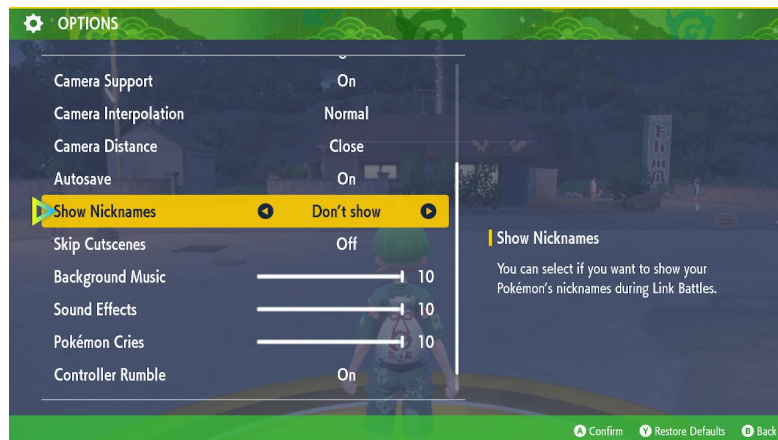 OPTIONS
Camera Support On
Camera Interpolation Normal
Camera Distance Close
Autosave On
Show Nicknames Don't show
Skip Cutscenes Off
Background Music 10
Sound Effects 10
Pokémon Cries 10
Controller Rumble On
Show Nicknames
You can select if you want to show your
Pokémon's nicknames during Link Battles.
A Confirm Y Restore Defaults B Back